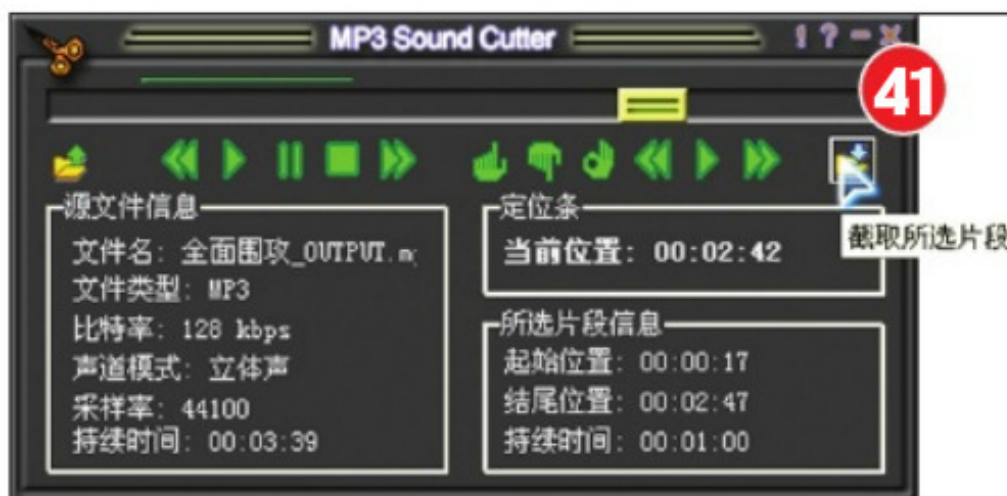 MP3 Sound Cutter
! ? - x
41
截取所选片段
源文件信息
文件名: 全面围攻_OUTPUT.m
文件类型: MP3
比特率: 128 kbps
声道模式: 立体声
采样率: 44100
持续时间: 00:03:39
定位条
当前位置: 00:02:42
所选片段信息
起始位置: 00:00:17
结尾位置: 00:02:47
持续时间: 00:01:00